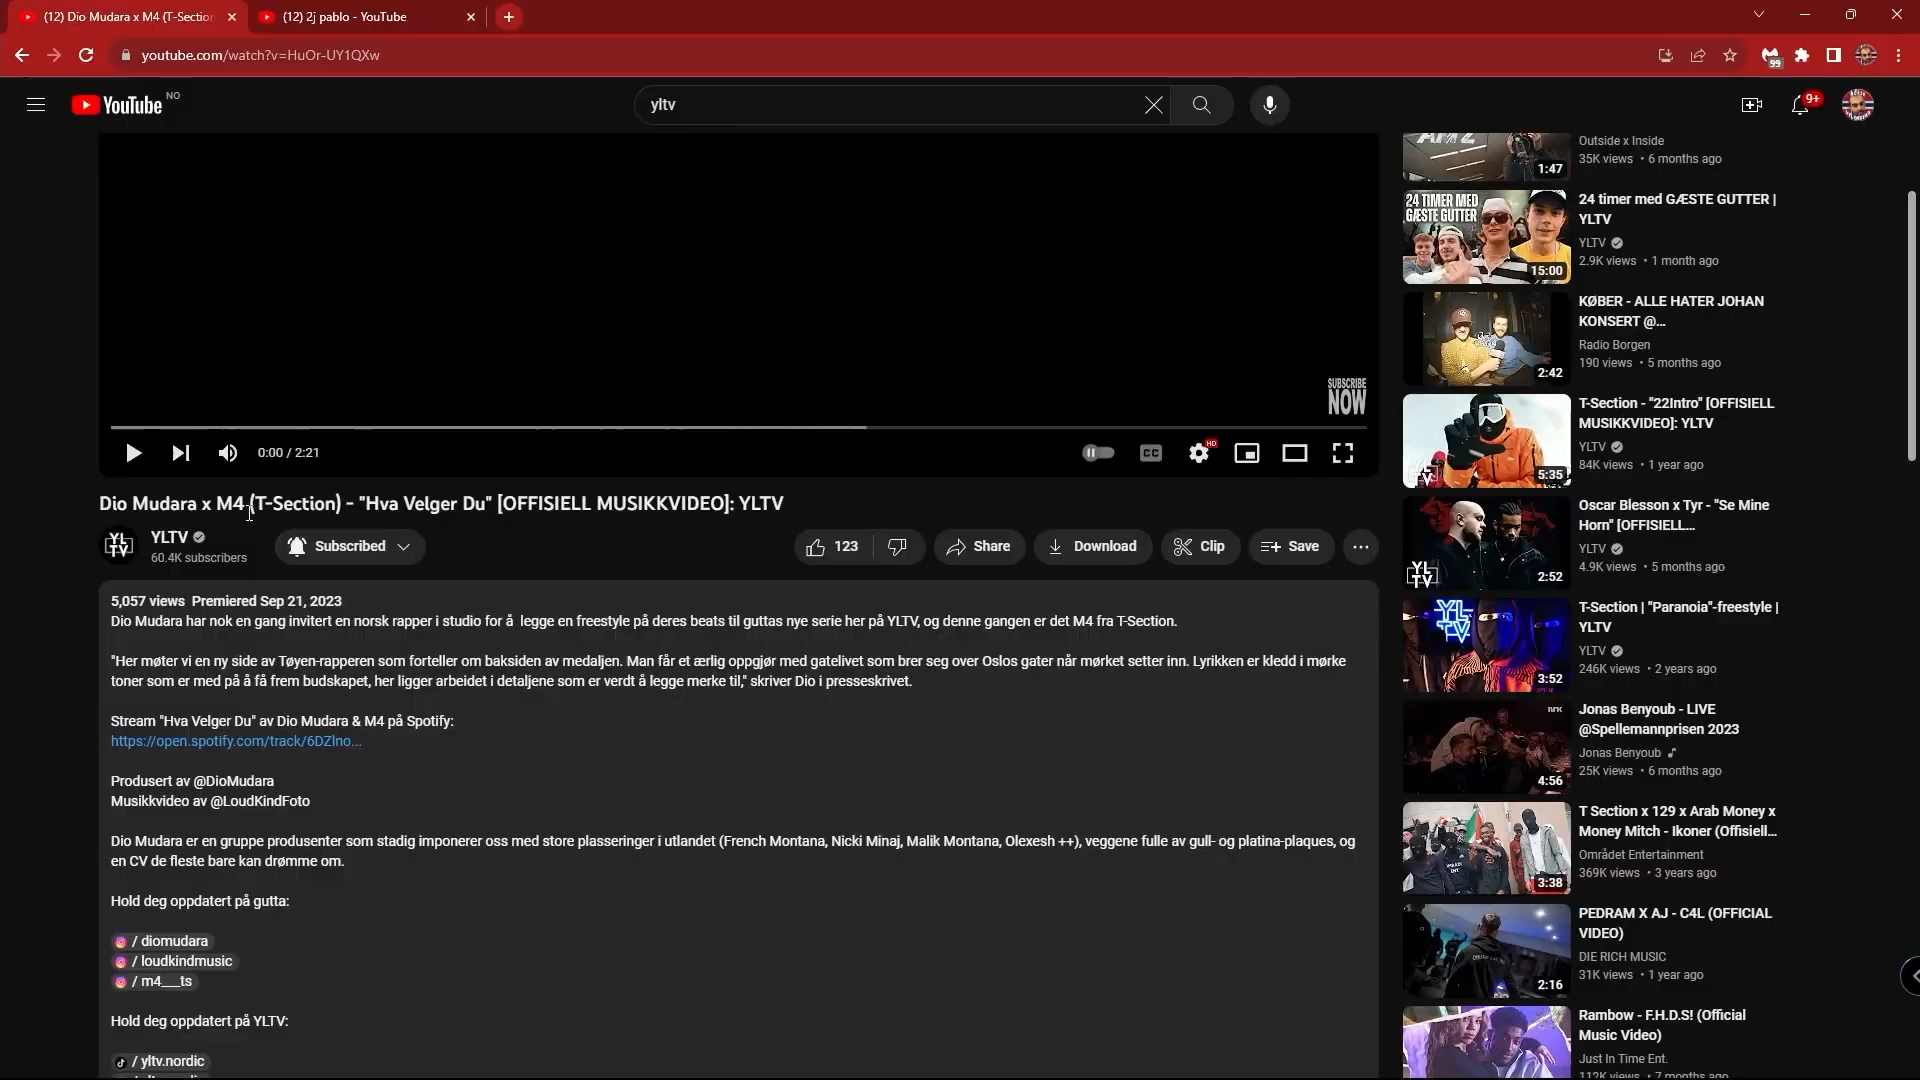 (12) Dio Mudara x M4 (T-Section
(12) 2j pablo - YouTube
youtube.com/watch?v=HuOr-UY1QXw
99
YouTube NO
yltv
9+
SUBSCRIBE
NOW
0:00 / 2:21
CC
HD
Dio Mudara x M4 (T-Section) - "Hva Velger Du" [OFFISIELL MUSIKKVIDEO]: YLTV
YL
TV
YLTV
60.4K subscribers
Subscribed
123
Share
Download
Clip
Save
5,057 views Premiered Sep 21, 2023
Dio Mudara har nok en gang invitert en norsk rapper i studio for å legge en freestyle på deres beats til guttas nye serie her på YLTV, og denne gangen er det M4 fra T-Section.
"Her møter vi en ny side av Tøyen-rapperen som forteller om baksiden av medaljen. Man får et ærlig oppgjør med gatelivet som brer seg over Oslos gater når mørket setter inn. Lyrikken er kledd i mørke
toner som er med på å få frem budskapet, her ligger arbeidet i detaljene som er verdt å legge merke til," skriver Dio i presseskrivet.
Stream "Hva Velger Du" av Dio Mudara & M4 på Spotify:
https://open.spotify.com/track/6DZlno...
Produsert av @DioMudara
Musikkvideo av @LoudKindFoto
Dio Mudara er en gruppe produsenter som stadig imponerer oss med store plasseringer i utlandet (French Montana, Nicki Minaj, Malik Montana, Olexesh ++), veggene fulle av gull- og platina-plaques, og
en CV de fleste bare kan drømme om.
Hold deg oppdatert på gutta:
/ diomudara
/ loudkindmusic
/ m4___ts
Hold deg oppdatert på YLTV:
/ yltv.nordic
1:47
Outside x Inside
35K views • 6 months ago
24 TIMER MED
GÆSTE GUTTER
15:00
24 timer med GÆSTE GUTTER |
YLTV
YLTV
2.9K views • 1 month ago
2:42
KØBER - ALLE HATER JOHAN
KONSERT @...
Radio Borgen
190 views • 5 months ago
5:35
T-Section - "22Intro" [OFFISIELL
MUSIKKVIDEO]: YLTV
YLTV
84K views • 1 year ago
YL
TV
2:52
Oscar Blesson x Tyr - "Se Mine
Horn" [OFFISIELL...
YLTV
4.9K views • 5 months ago
YL
TV
3:52
T-Section | "Paranoia"-freestyle |
YLTV
YLTV
246K views • 2 years ago
nrk
4:56
Jonas Benyoub - LIVE
@Spellemannprisen 2023
Jonas Benyoub
25K views • 6 months ago
3:38
T Section x 129 x Arab Money x
Money Mitch - Ikoner (Offisiell...
Området Entertainment
369K views • 3 years ago
2:16
PEDRAM X AJ - C4L (OFFICIAL
VIDEO)
DIE RICH MUSIC
31K views • 1 year ago
Rambow - F.H.D.S! (Official
Music Video)
Just In Time Ent.
112K views • 7 months ago